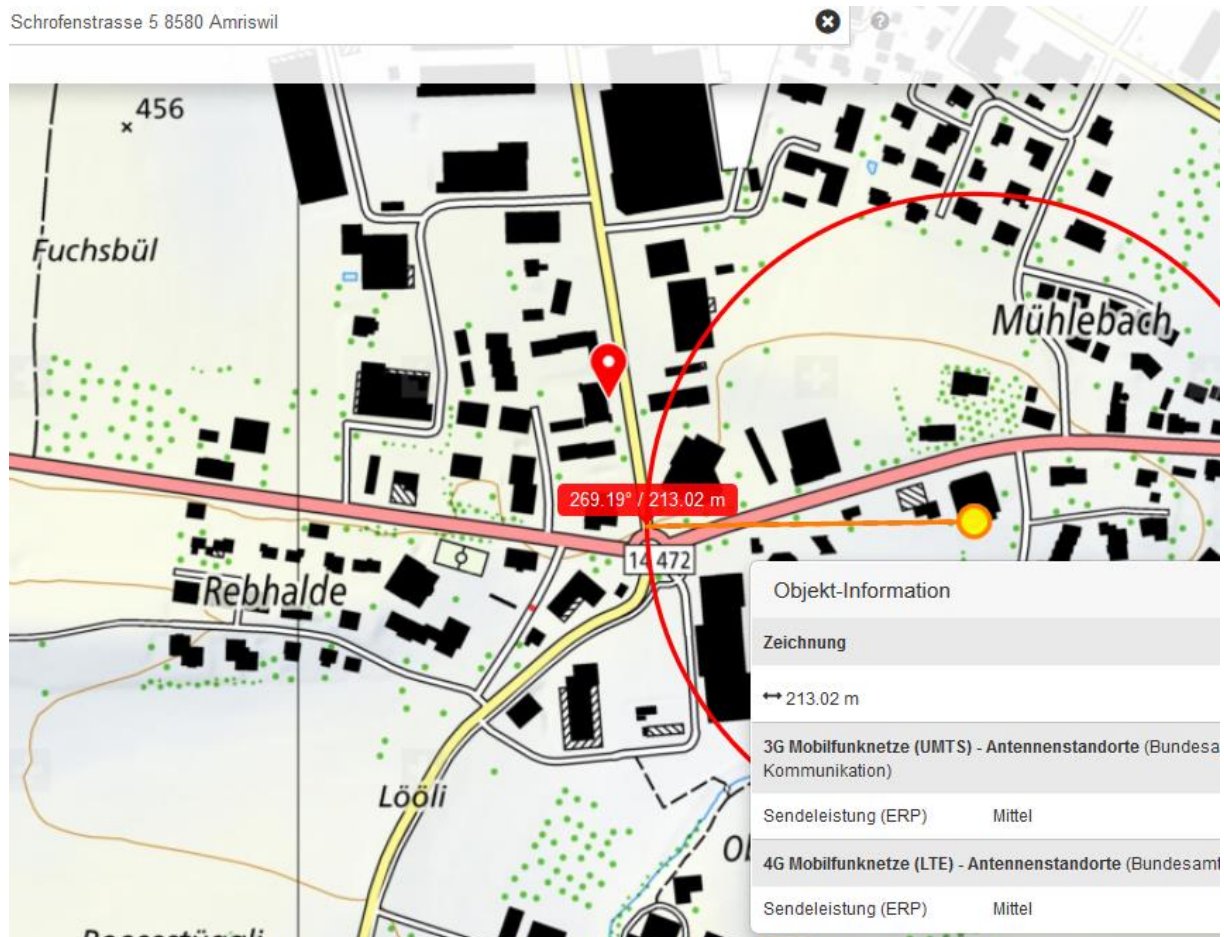 Schrofenstrasse 5 8580 Amriswil
456
Fuchsbül
Mühlebach
269.19° / 213.02 m
14 472
Rebhalde
Lööli
Objekt-Information
Zeichnung
213.02 m
3G Mobilfunknetze (UMTS) - Antennenstandorte (Bundesa
Kommunikation)
Sendeleistung (ERP) Mittel
4G Mobilfunknetze (LTE) - Antennenstandorte (Bundesamt
Sendeleistung (ERP) Mittel